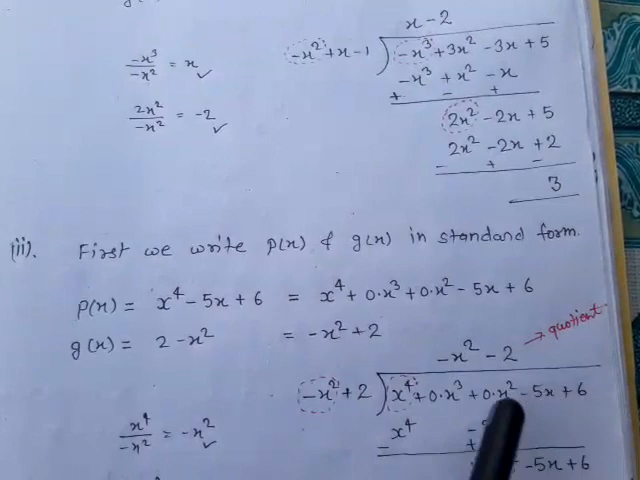 x - 2
-x³/-x² = x ✓
-x² + x - 1 ) -x³ + 3x² - 3x + 5
-x³ + x² - x
+ - +
2x²/-x² = -2 ✓
2x² - 2x + 5
2x² - 2x + 2
- + -
3
(ii). First we write p(x) & g(x) in standard form.
p(x) = x⁴ - 5x + 6 = x⁴ + 0·x³ + 0·x² - 5x + 6
g(x) = 2 - x² = -x² + 2
-x² - 2 → quotient
-x² + 2 ) x⁴ + 0·x³ + 0·x² - 5x + 6
x⁴/-x² = -x² ✓
x⁴ -
- +
- 5x + 6